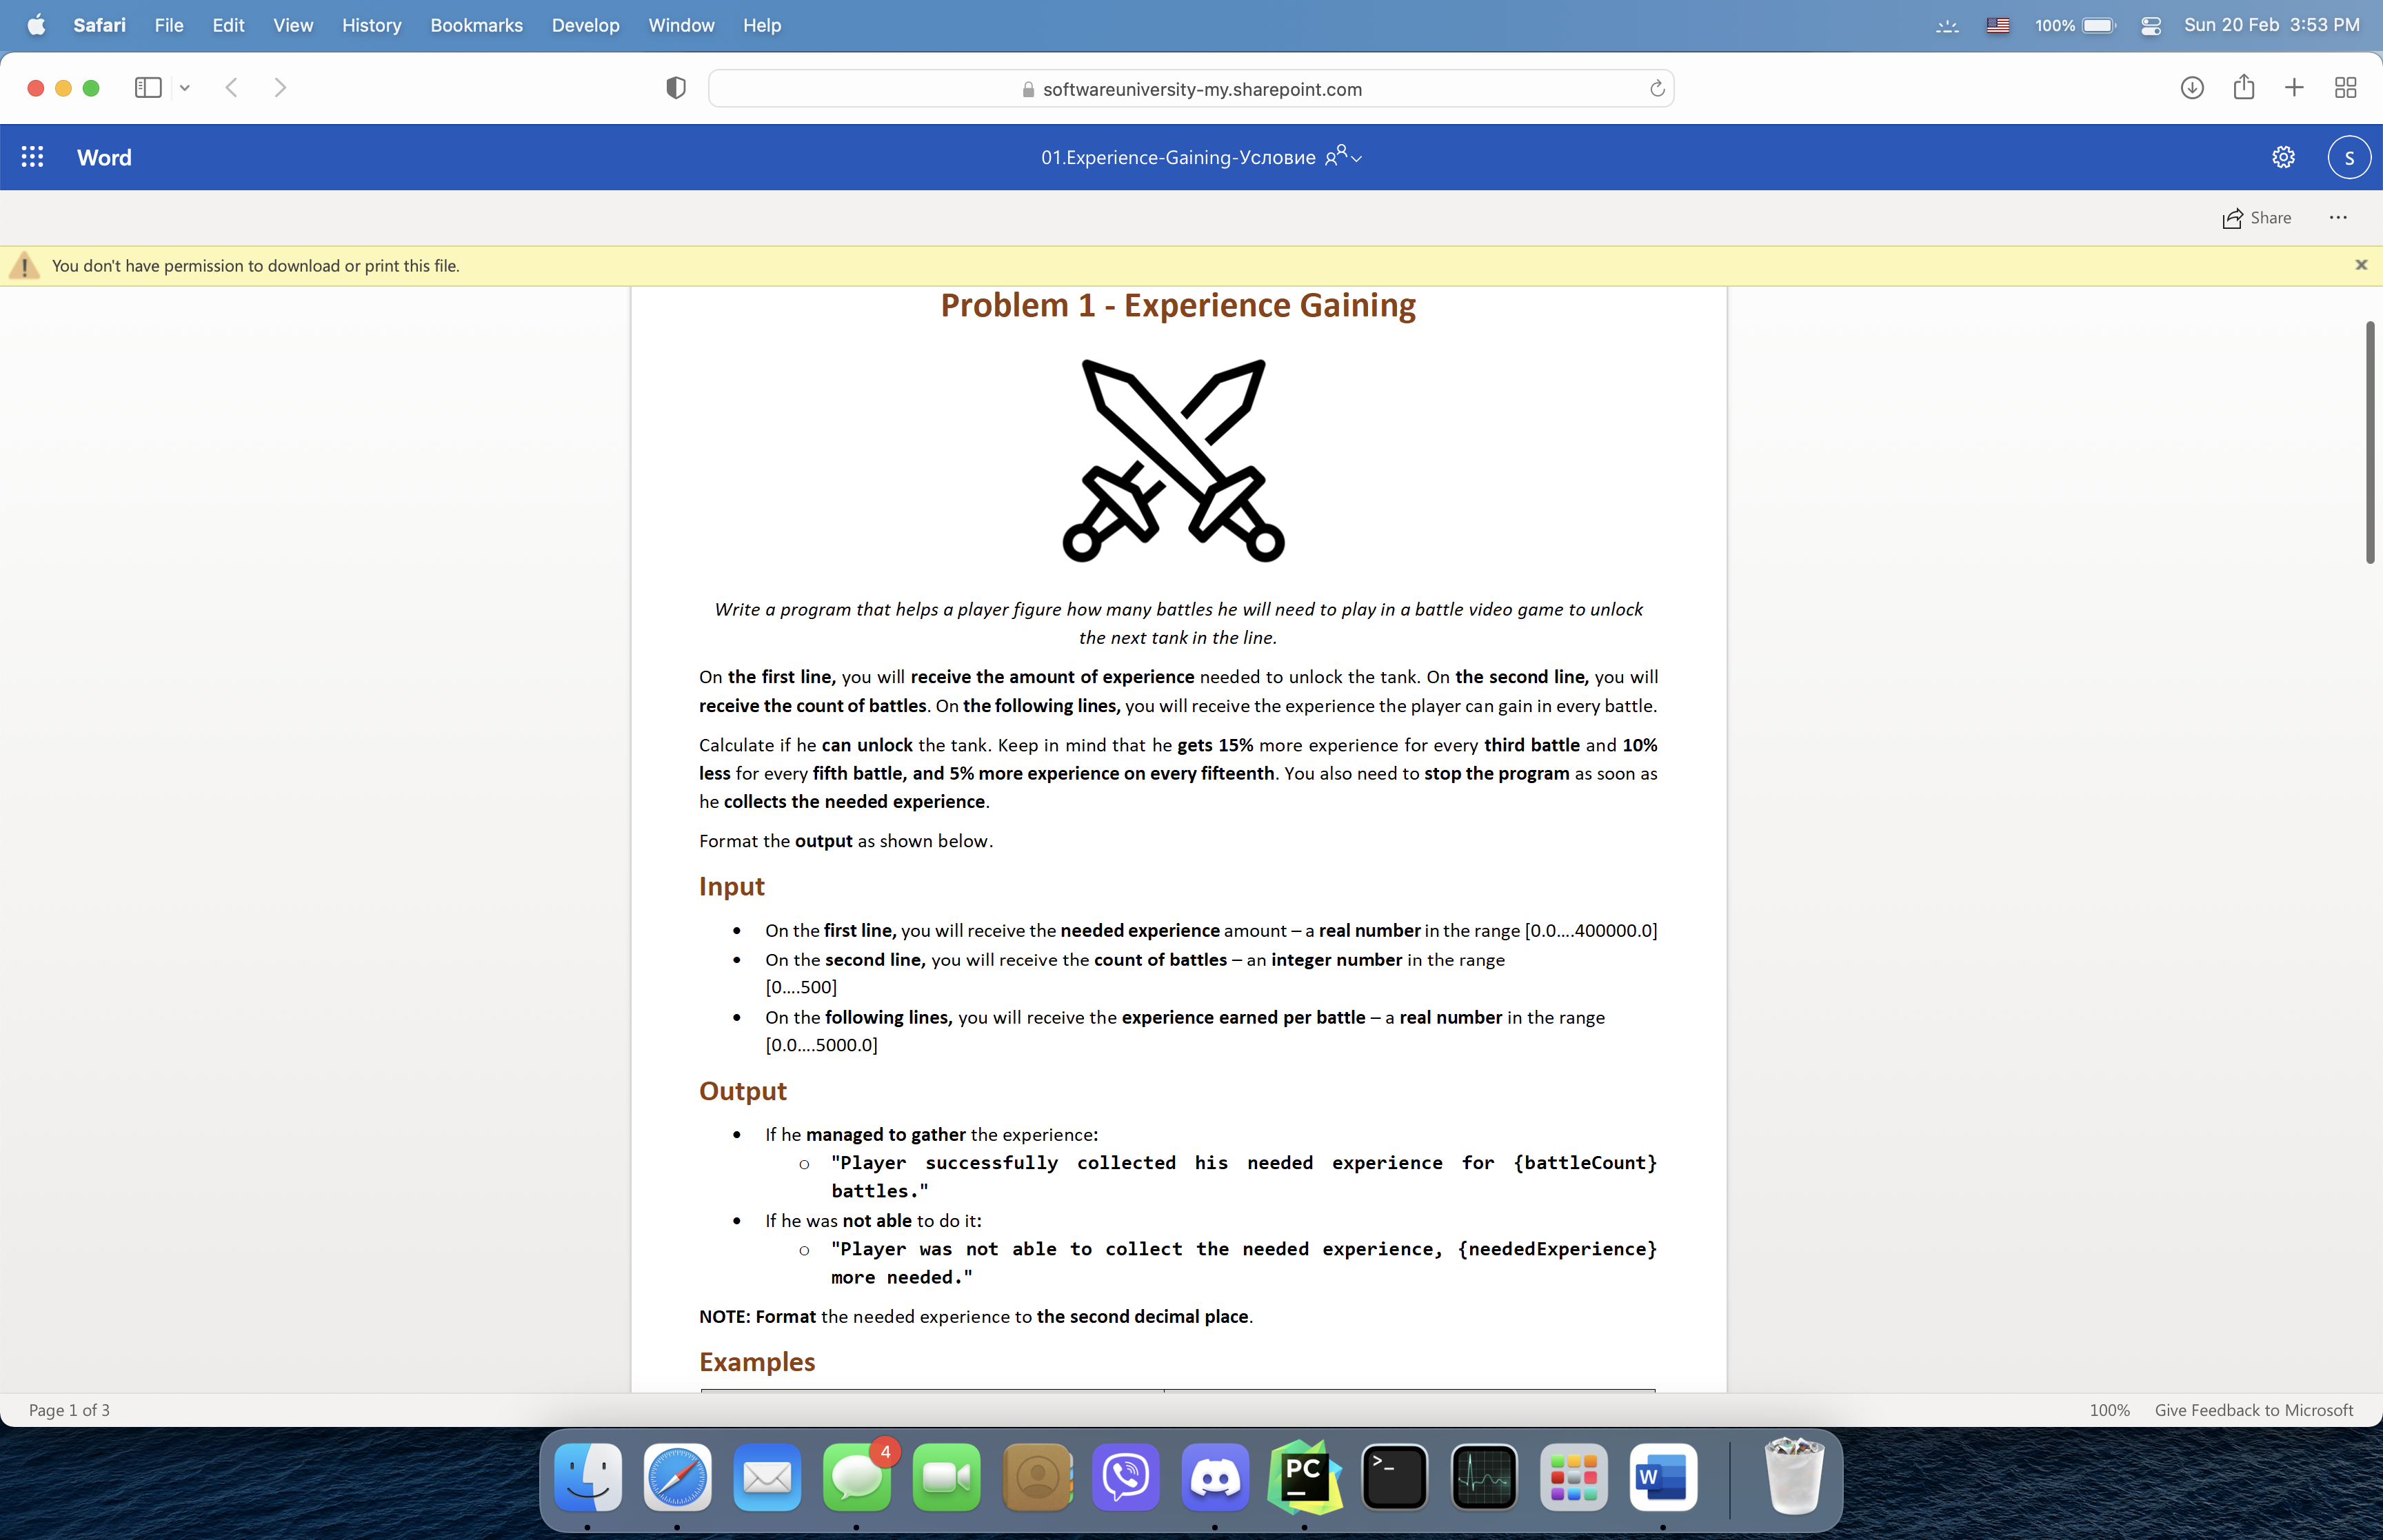 Safari File Edit View History Bookmarks Develop Window Help 100% Sun 20 Feb 3:53 PM
softwareuniversity-my.sharepoint.com
Word 01.Experience-Gaining-Условие S
Share ...
You don't have permission to download or print this file.
Problem 1 - Experience Gaining
Write a program that helps a player figure how many battles he will need to play in a battle video game to unlock
the next tank in the line.
On the first line, you will receive the amount of experience needed to unlock the tank. On the second line, you will
receive the count of battles. On the following lines, you will receive the experience the player can gain in every battle.
Calculate if he can unlock the tank. Keep in mind that he gets 15% more experience for every third battle and 10%
less for every fifth battle, and 5% more experience on every fifteenth. You also need to stop the program as soon as
he collects the needed experience.
Format the output as shown below.
Input
• On the first line, you will receive the needed experience amount – a real number in the range [0.0....400000.0]
• On the second line, you will receive the count of battles – an integer number in the range
[0....500]
• On the following lines, you will receive the experience earned per battle – a real number in the range
[0.0....5000.0]
Output
• If he managed to gather the experience:
o "Player successfully collected his needed experience for {battleCount}
battles."
• If he was not able to do it:
o "Player was not able to collect the needed experience, {neededExperience}
more needed."
NOTE: Format the needed experience to the second decimal place.
Examples
Page 1 of 3 100% Give Feedback to Microsoft
4
PC
>_
W